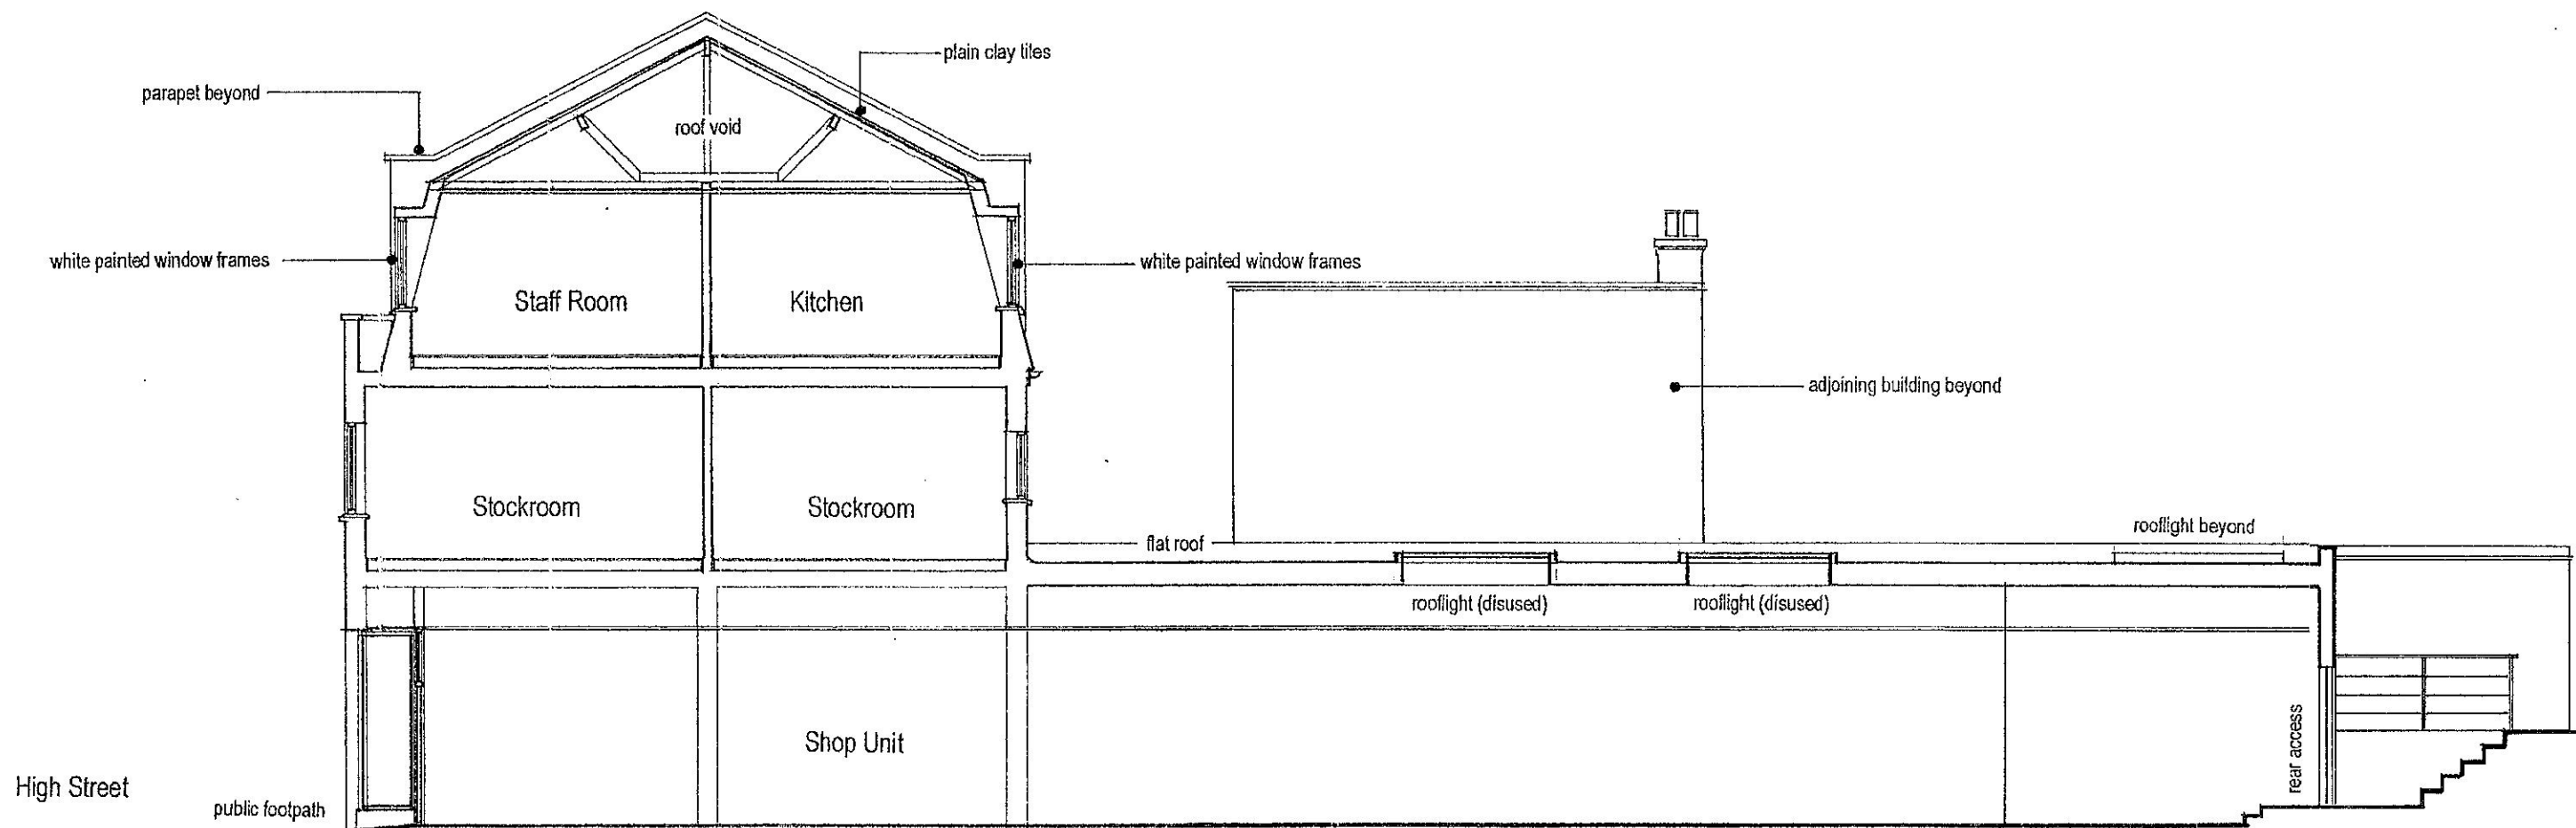 plain clay tiles
parapet beyond
roof void
white painted window frames
white painted window frames
Staff Room
Kitchen
adjoining building beyond
Stockroom
Stockroom
rooflight beyond
flat roof
rooflight (disused)
rooflight (disused)
Shop Unit
rear access
High Street
public footpath